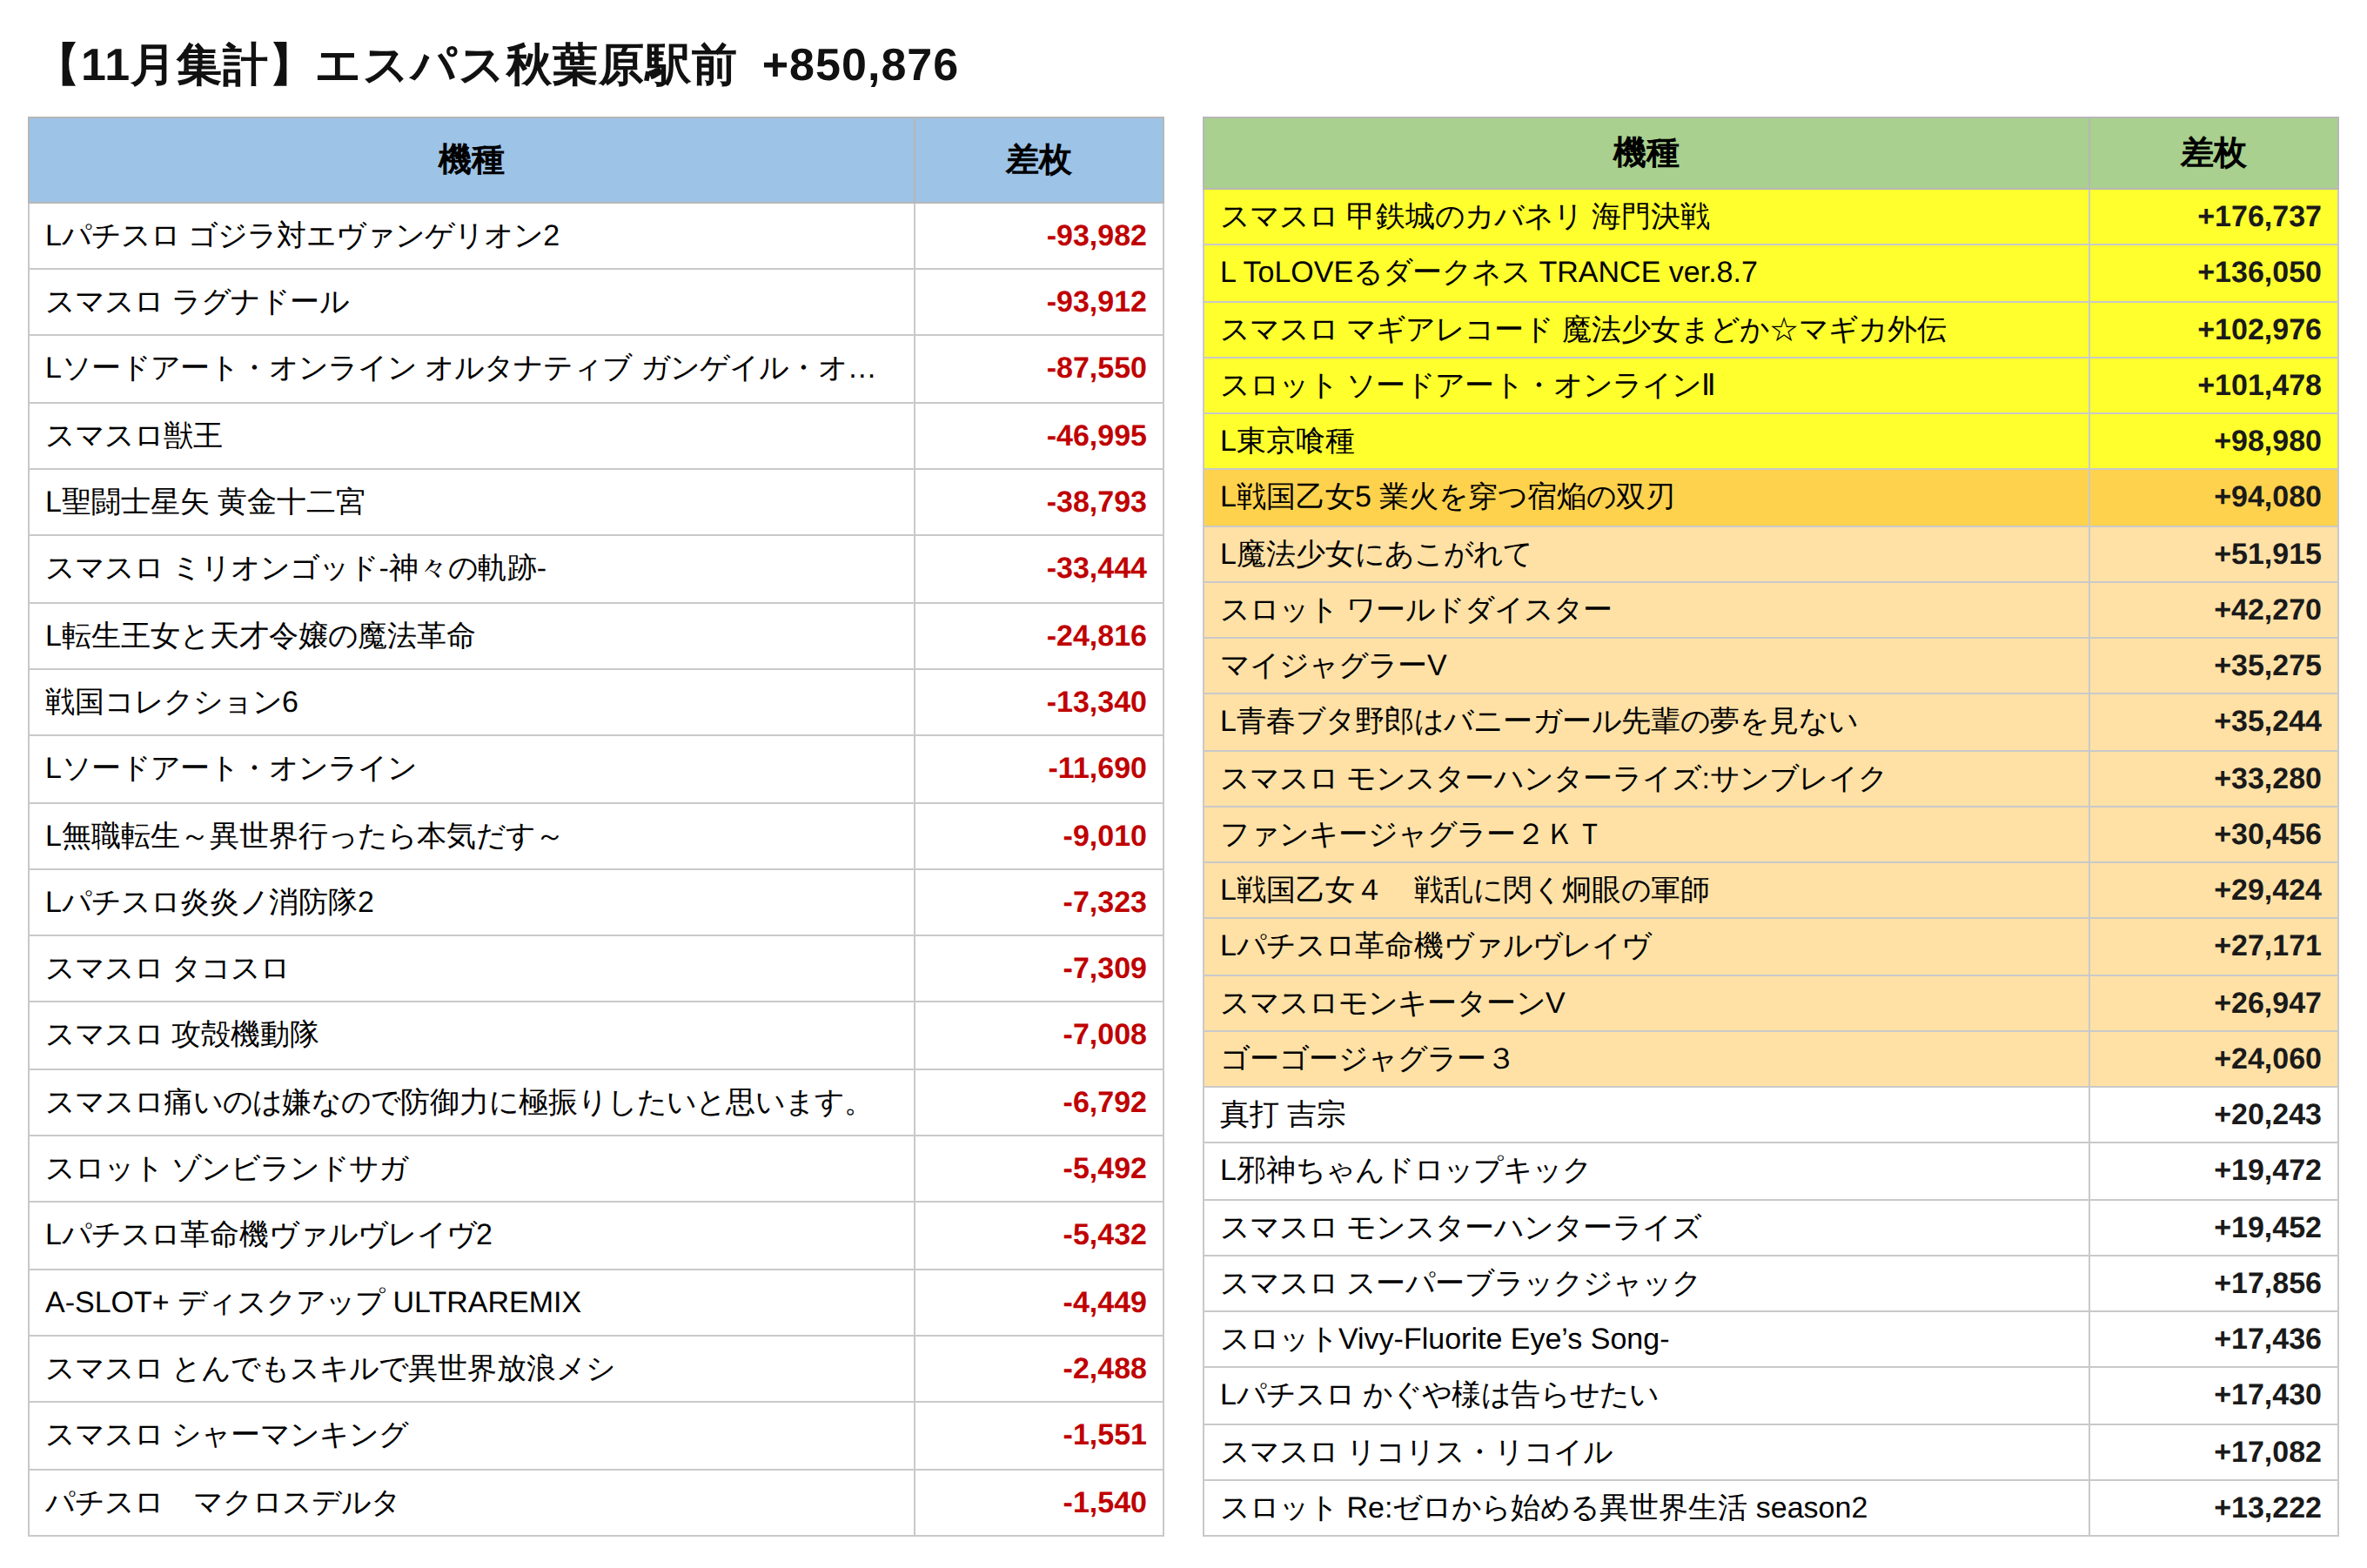 【11月集計】エスパス秋葉原駅前 +850,876
機種 差枚
Lパチスロ ゴジラ対エヴァンゲリオン2 -93,982
スマスロ ラグナドール -93,912
Lソードアート・オンライン オルタナティブ ガンゲイル・オ… -87,550
スマスロ獣王 -46,995
L聖闘士星矢 黄金十二宮 -38,793
スマスロ ミリオンゴッド-神々の軌跡- -33,444
L転生王女と天才令嬢の魔法革命 -24,816
戦国コレクション6 -13,340
Lソードアート・オンライン -11,690
L無職転生～異世界行ったら本気だす～ -9,010
Lパチスロ炎炎ノ消防隊2 -7,323
スマスロ タコスロ -7,309
スマスロ 攻殻機動隊 -7,008
スマスロ痛いのは嫌なので防御力に極振りしたいと思います。 -6,792
スロット ゾンビランドサガ -5,492
Lパチスロ革命機ヴァルヴレイヴ2 -5,432
A-SLOT+ ディスクアップ ULTRAREMIX -4,449
スマスロ とんでもスキルで異世界放浪メシ -2,488
スマスロ シャーマンキング -1,551
パチスロ　マクロスデルタ -1,540
機種 差枚
スマスロ 甲鉄城のカバネリ 海門決戦 +176,737
L ToLOVEるダークネス TRANCE ver.8.7 +136,050
スマスロ マギアレコード 魔法少女まどか☆マギカ外伝 +102,976
スロット ソードアート・オンラインⅡ +101,478
L東京喰種 +98,980
L戦国乙女5 業火を穿つ宿焔の双刃 +94,080
L魔法少女にあこがれて +51,915
スロット ワールドダイスター +42,270
マイジャグラーV +35,275
L青春ブタ野郎はバニーガール先輩の夢を見ない +35,244
スマスロ モンスターハンターライズ:サンブレイク +33,280
ファンキージャグラー２ＫＴ +30,456
L戦国乙女４　戦乱に閃く炯眼の軍師 +29,424
Lパチスロ革命機ヴァルヴレイヴ +27,171
スマスロモンキーターンV +26,947
ゴーゴージャグラー３ +24,060
真打 吉宗 +20,243
L邪神ちゃんドロップキック +19,472
スマスロ モンスターハンターライズ +19,452
スマスロ スーパーブラックジャック +17,856
スロットVivy-Fluorite Eye’s Song- +17,436
Lパチスロ かぐや様は告らせたい +17,430
スマスロ リコリス・リコイル +17,082
スロット Re:ゼロから始める異世界生活 season2 +13,222